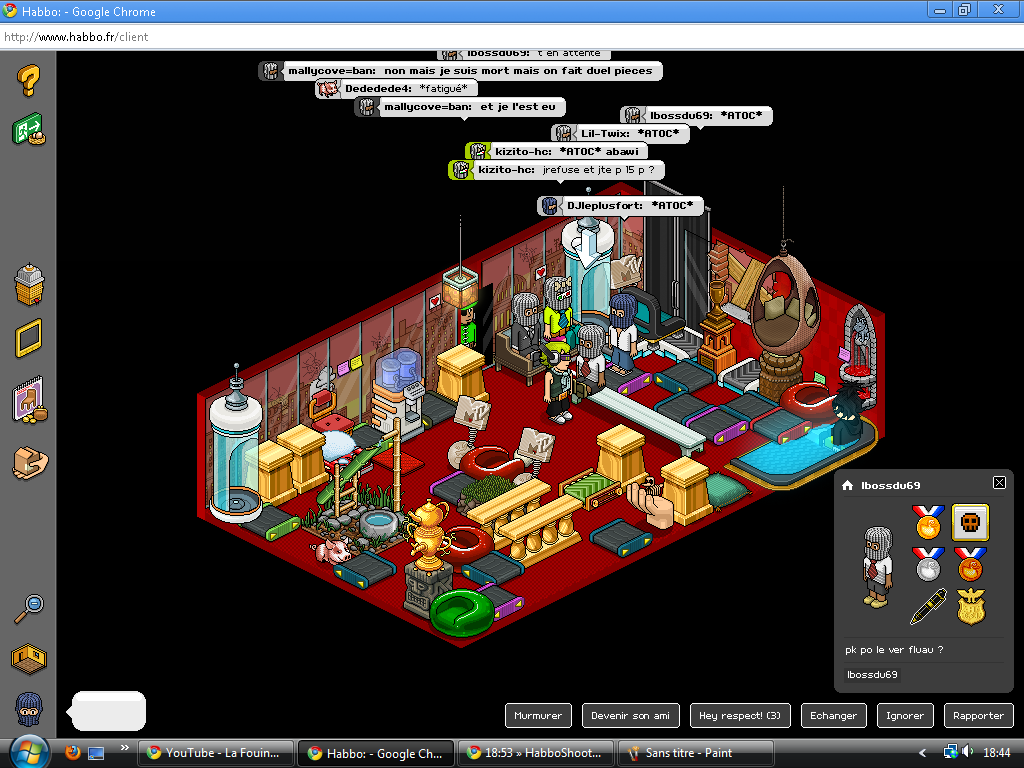 Habbo: - Google Chrome
http://www.habbo.fr/client
lbossdu69: t en attente
mallycove=ban: non mais je suis mort mais on fait duel pieces
Dededede4: *fatigué*
mallycove=ban: et je l'est eu
lbossdu69: *ATOC*
Lil-Twix: *ATOC*
kizito-hc: *ATOC* abawi
kizito-hc: jrefuse et jte p 15 p ?
DJleplusfort: *ATOC*
MTV
MTV
MTV
lbossdu69
pk po le ver fluau ?
lbossdu69
Murmurer
Devenir son ami
Hey respect! (3)
Echanger
Ignorer
Rapporter
YouTube - La Fouin...
Habbo: - Google Ch...
18:53 » HabboShoot...
Sans titre - Paint
18:44